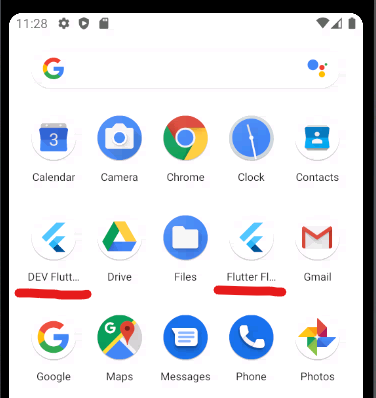 11:28
3
Calendar Camera Chrome Clock Contacts
DEV Flutt... Drive Files Flutter Fl... Gmail
G
Google Maps Messages Phone Photos